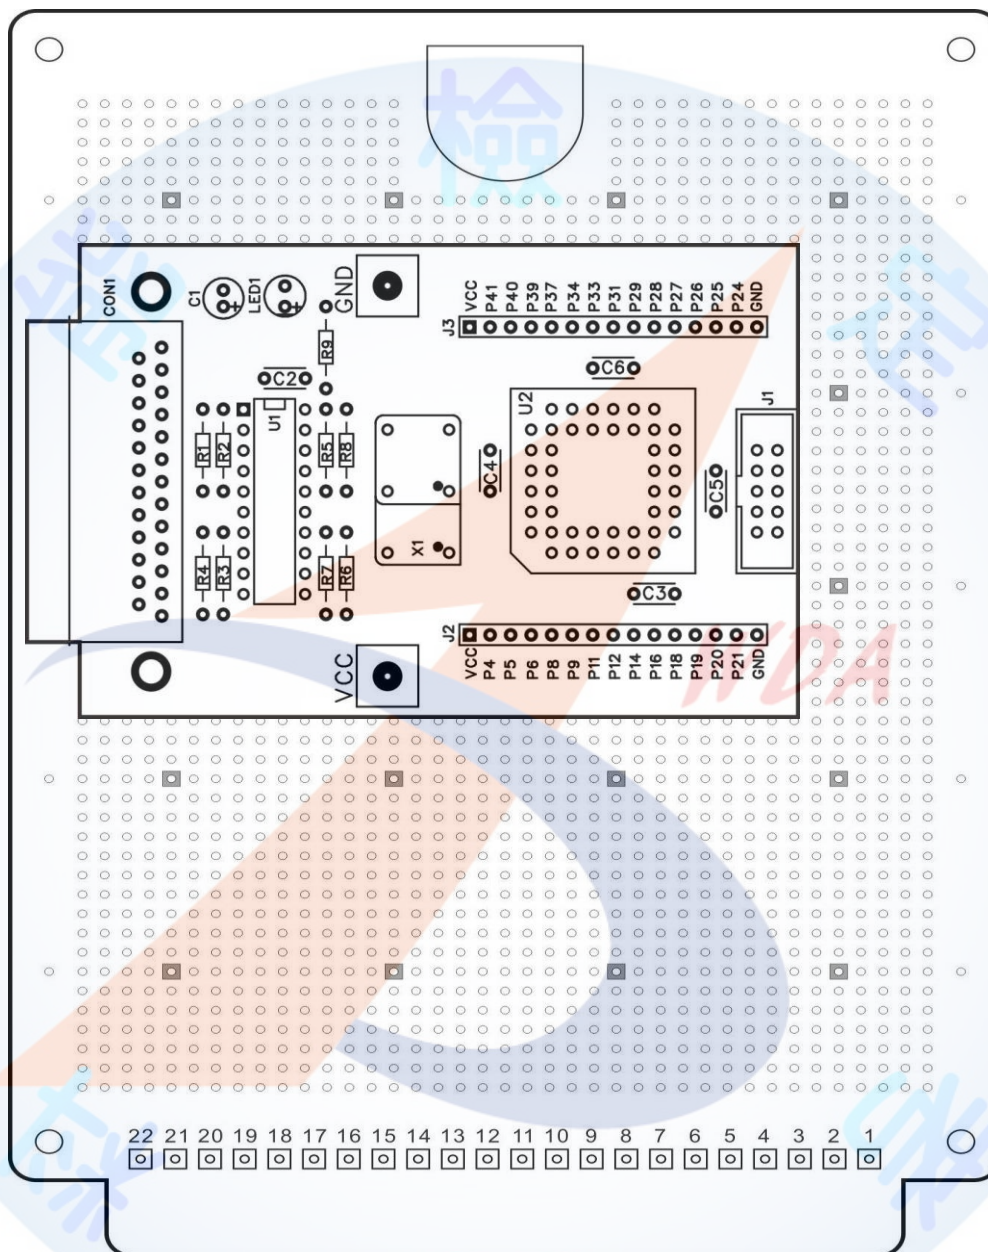 CON1
C1
LED1
GND
R9
C2
U1
R1
R2
R5
R8
R4
R3
R7
R6
X1
C4
J3
VCC
P41
P40
P39
P37
P34
P33
P31
P29
P28
P27
P26
P25
P24
GND
C6
U2
C5
J1
C3
J2
VCC
P4
P5
P6
P8
P9
P11
P12
P14
P16
P18
P19
P20
P21
GND
VCC
WDA
檢
22 21 20 19 18 17 16 15 14 13 12 11 10 9 8 7 6 5 4 3 2 1